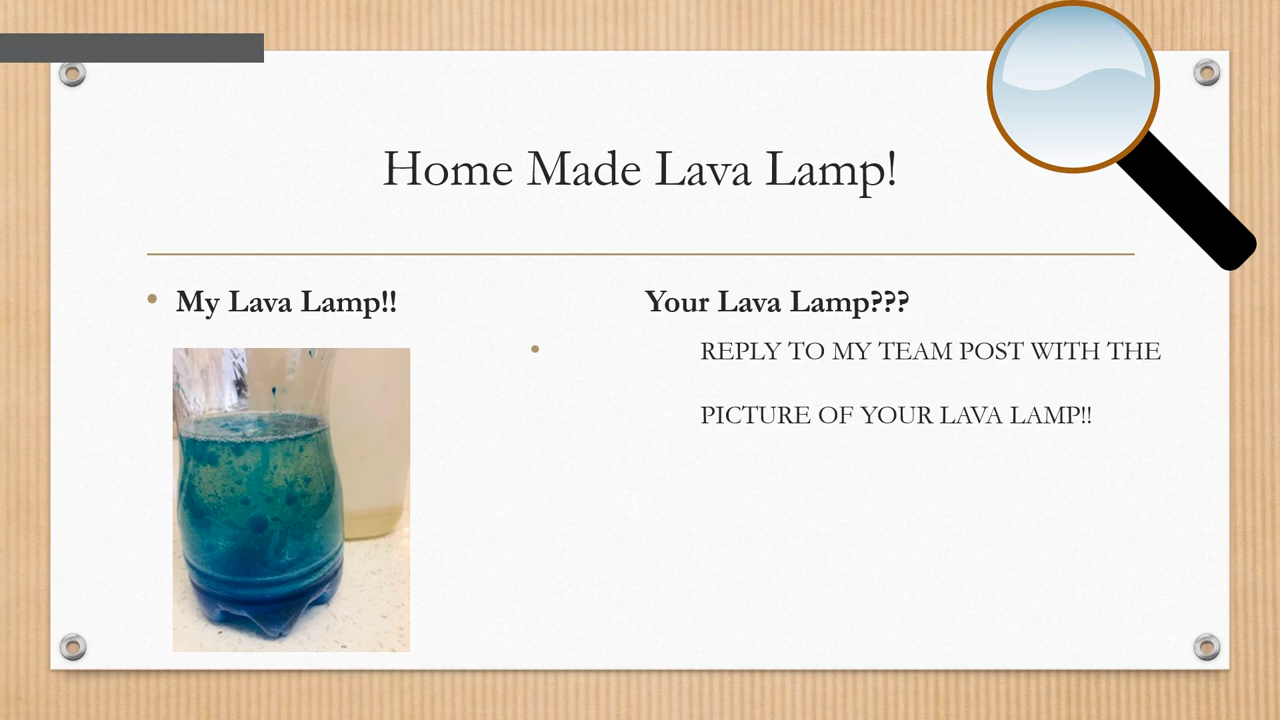 Home Made Lava Lamp!
My Lava Lamp!!
Your Lava Lamp???
REPLY TO MY TEAM POST WITH THE
PICTURE OF YOUR LAVA LAMP!!